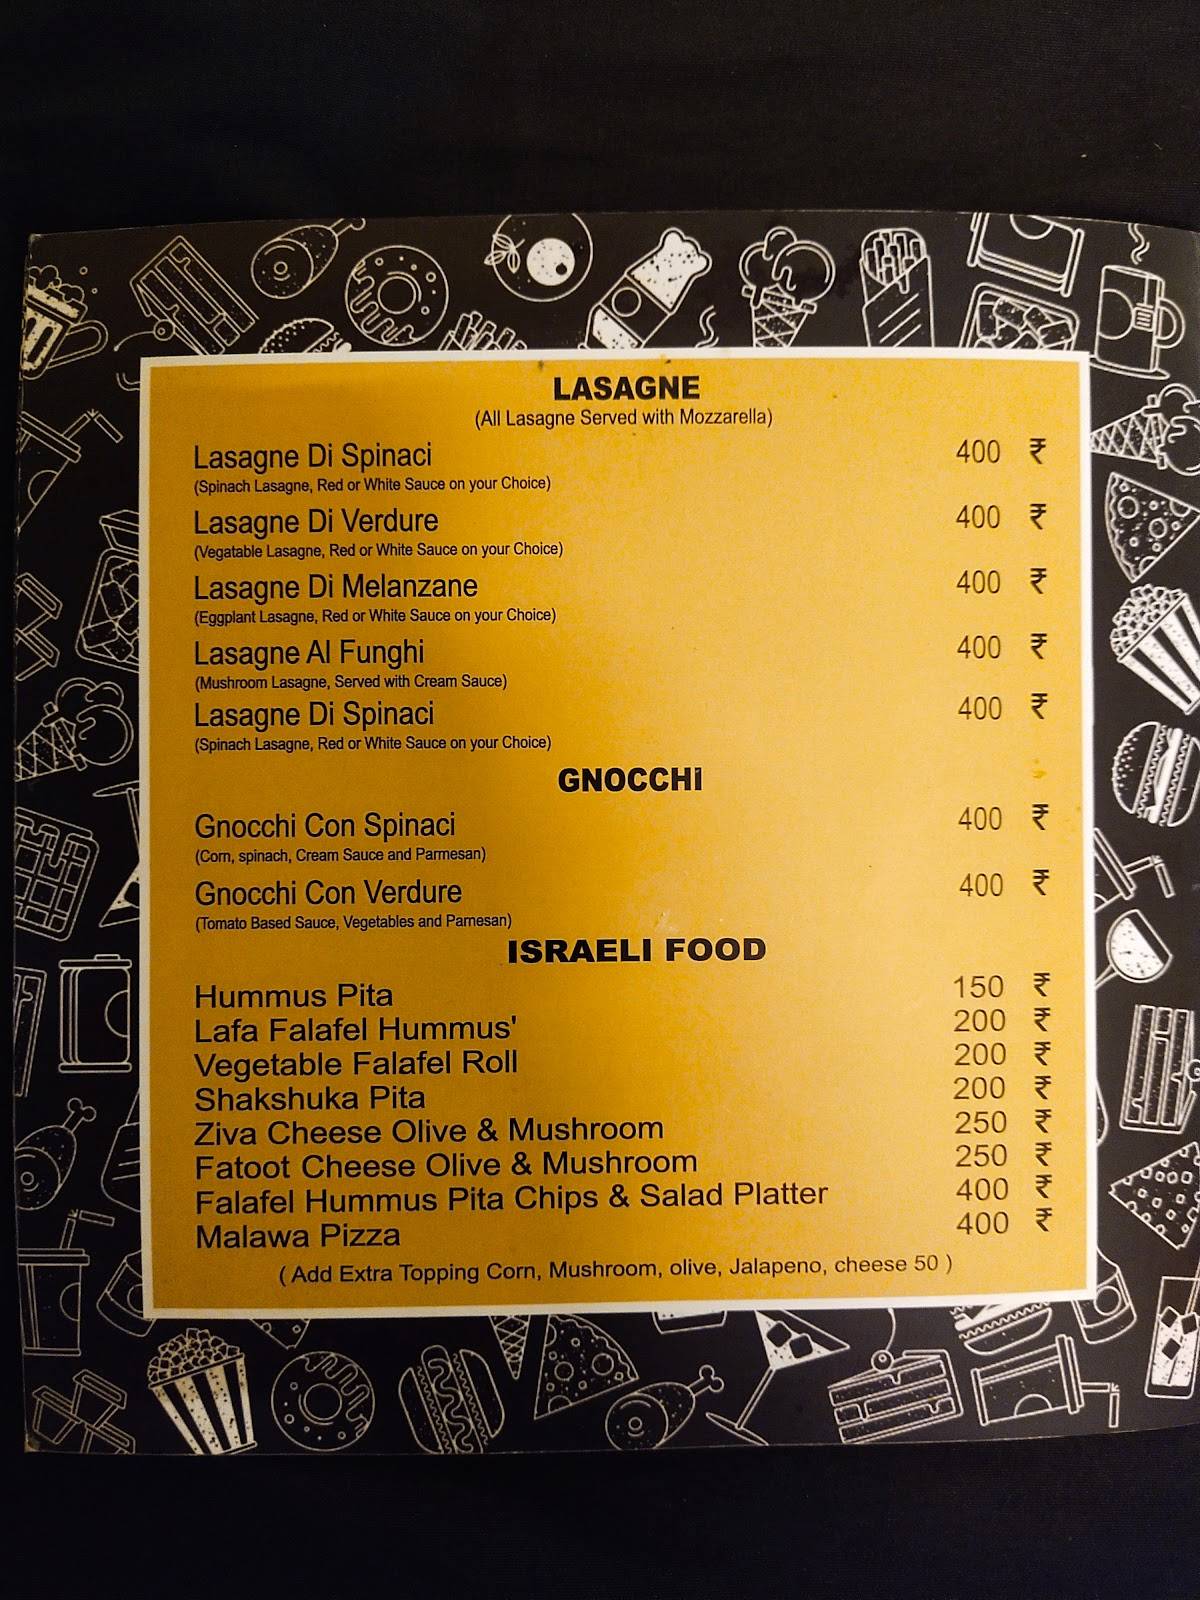 LASAGNE
(All Lasagne Served with Mozzarella)
Lasagne Di Spinaci 400 ₹
(Spinach Lasagne, Red or White Sauce on your Choice)
Lasagne Di Verdure 400 ₹
(Vegatable Lasagne, Red or White Sauce on your Choice)
Lasagne Di Melanzane 400 ₹
(Eggplant Lasagne, Red or White Sauce on your Choice)
Lasagne Al Funghi 400 ₹
(Mushroom Lasagne, Served with Cream Sauce)
Lasagne Di Spinaci 400 ₹
(Spinach Lasagne, Red or White Sauce on your Choice)
GNOCCHi
Gnocchi Con Spinaci 400 ₹
(Corn, spinach, Cream Sauce and Parmesan)
Gnocchi Con Verdure 400 ₹
(Tomato Based Sauce, Vegetables and Parmesan)
ISRAELI FOOD
Hummus Pita 150 ₹
Lafa Falafel Hummus' 200 ₹
Vegetable Falafel Roll 200 ₹
Shakshuka Pita 200 ₹
Ziva Cheese Olive & Mushroom 250 ₹
Fatoot Cheese Olive & Mushroom 250 ₹
Falafel Hummus Pita Chips & Salad Platter 400 ₹
Malawa Pizza 400 ₹
( Add Extra Topping Corn, Mushroom, olive, Jalapeno, cheese 50 )